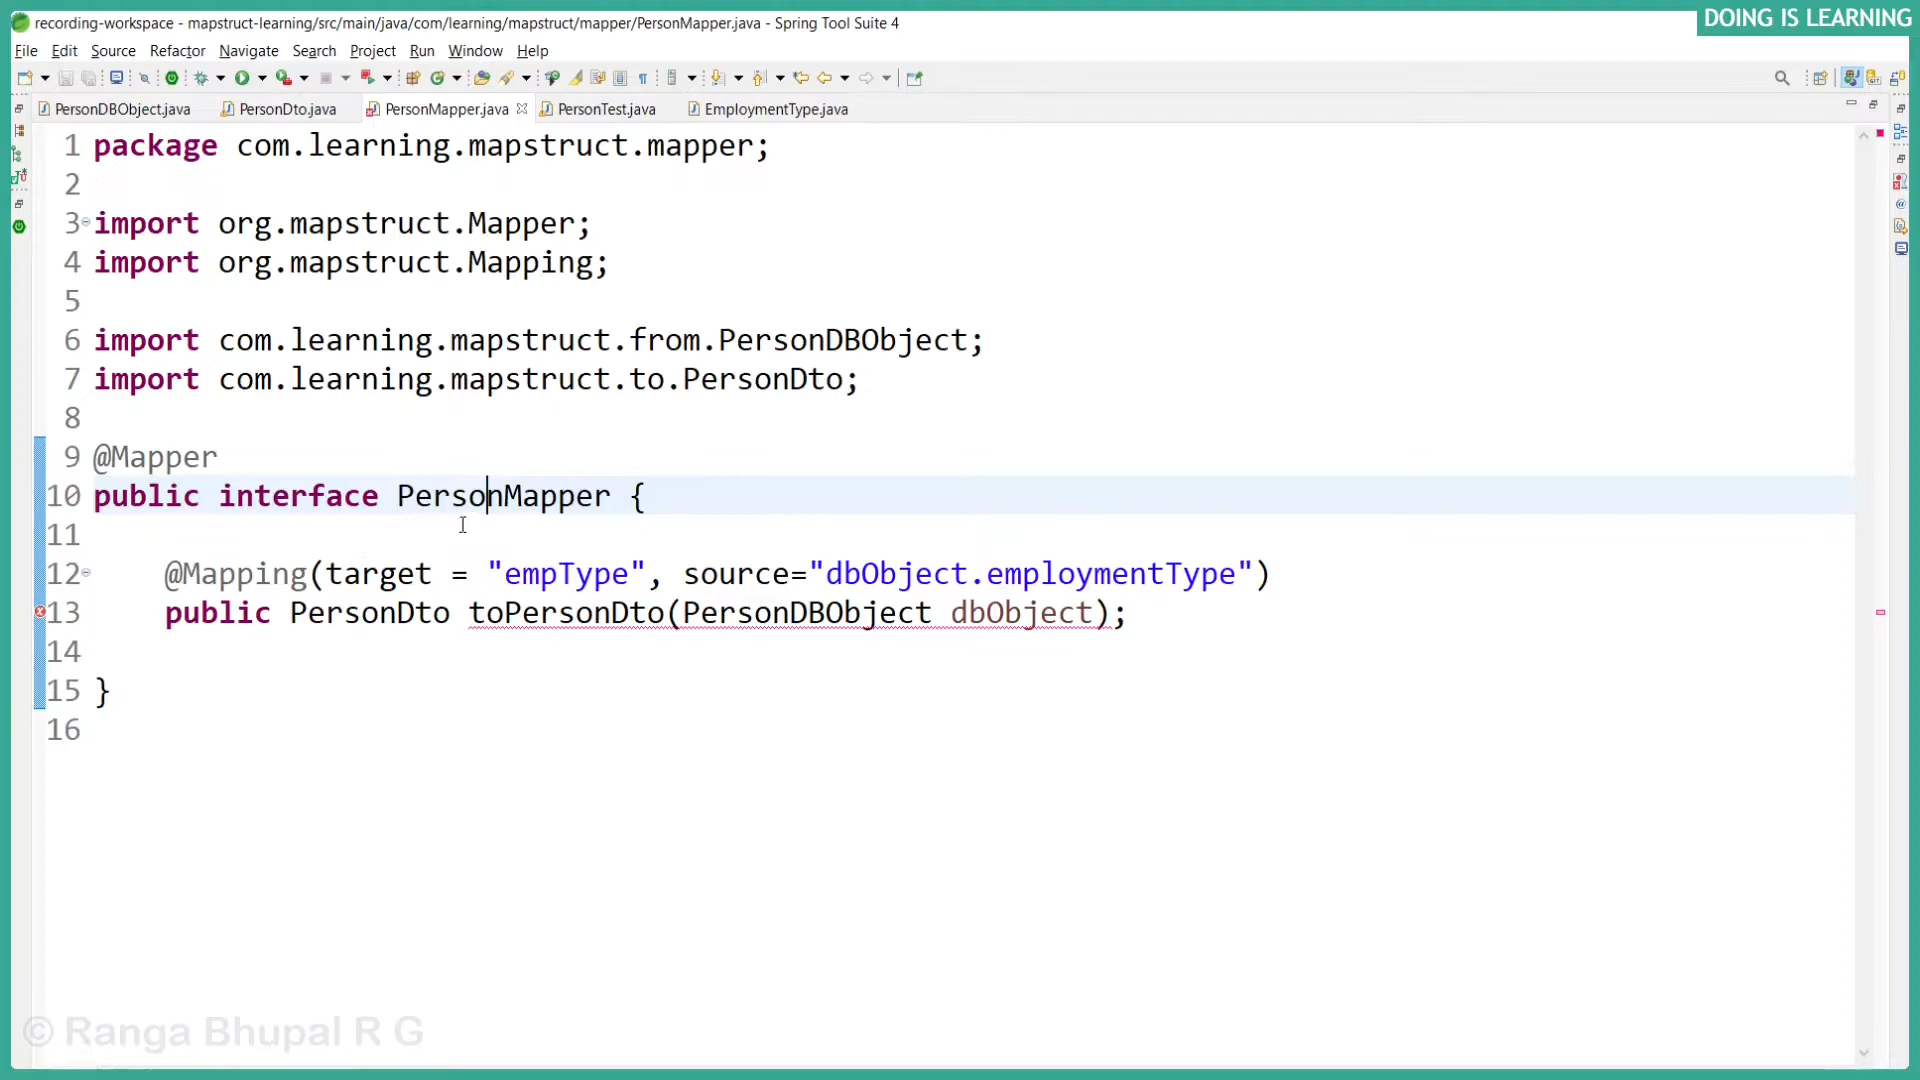 recording-workspace - mapstruct-learning/src/main/java/com/learning/mapstruct/mapper/PersonMapper.java - Spring Tool Suite 4
DOING IS LEARNING
File Edit Source Refactor Navigate Search Project Run Window Help
PersonDBObject.java PersonDto.java PersonMapper.java PersonTest.java EmploymentType.java
1 package com.learning.mapstruct.mapper;
2
3 import org.mapstruct.Mapper;
4 import org.mapstruct.Mapping;
5
6 import com.learning.mapstruct.from.PersonDBObject;
7 import com.learning.mapstruct.to.PersonDto;
8
9 @Mapper
10 public interface PersonMapper {
11
12 @Mapping(target = "empType", source="dbObject.employmentType")
13 public PersonDto toPersonDto(PersonDBObject dbObject);
14
15 }
16
© Ranga Bhupal R G